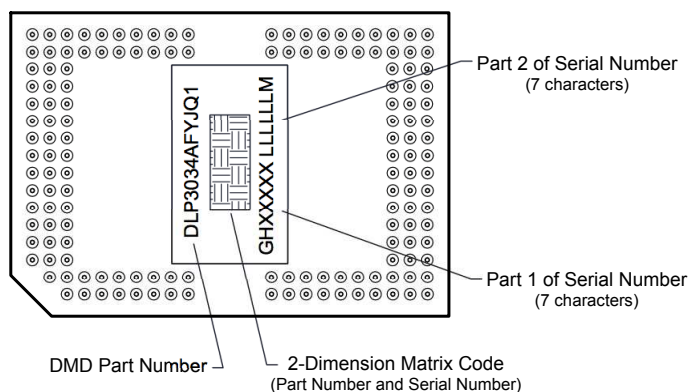 Part 2 of Serial Number
(7 characters)
DLP3034AFYJQ1
GHXXXXX LLLLLLM
Part 1 of Serial Number
(7 characters)
DMD Part Number
2-Dimension Matrix Code
(Part Number and Serial Number)